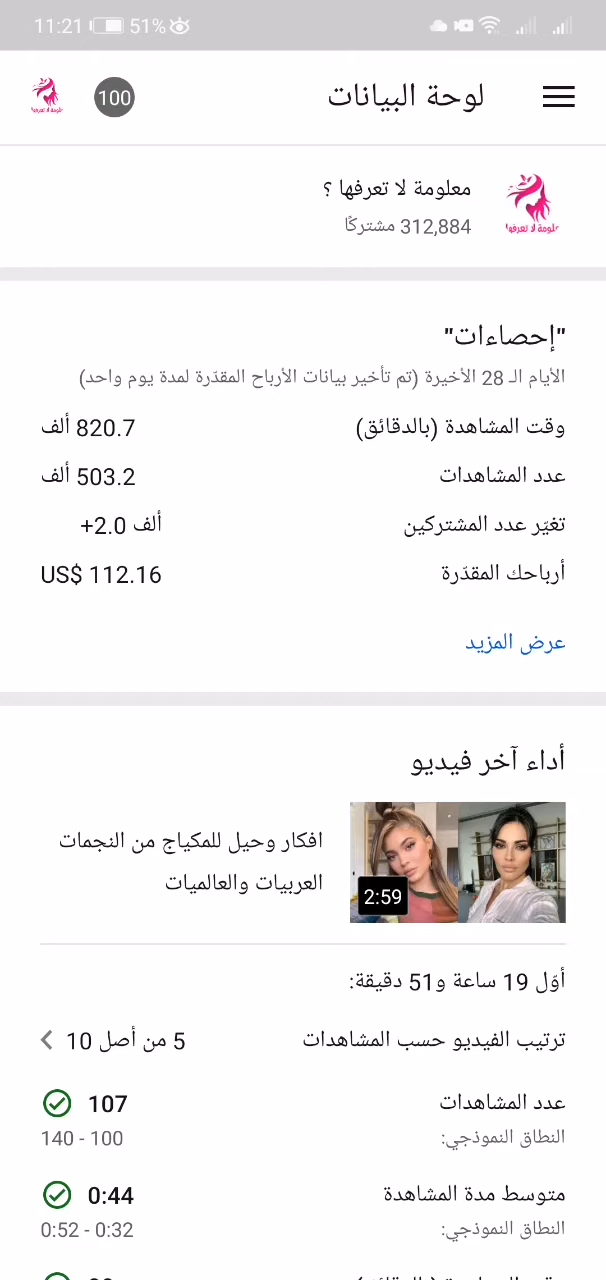 11:21
51%
لوحة البيانات
100
معلومة لا تعرفها ؟
312,884 مشتركًا
"إحصاءات"
الأيام الـ 28 الأخيرة (تم تأخير بيانات الأرباح المقدّرة لمدة يوم واحد)
وقت المشاهدة (بالدقائق) 820.7 ألف
عدد المشاهدات 503.2 ألف
تغيّر عدد المشتركين +2.0 ألف
أرباحك المقدّرة US$ 112.16
عرض المزيد
أداء آخر فيديو
افكار وحيل للمكياج من النجمات
العربيات والعالميات
2:59
أوّل 19 ساعة و51 دقيقة:
ترتيب الفيديو حسب المشاهدات 5 من أصل 10
عدد المشاهدات 107
النطاق النموذجي: 100 - 140
متوسط مدة المشاهدة 0:44
النطاق النموذجي: 0:32 - 0:52